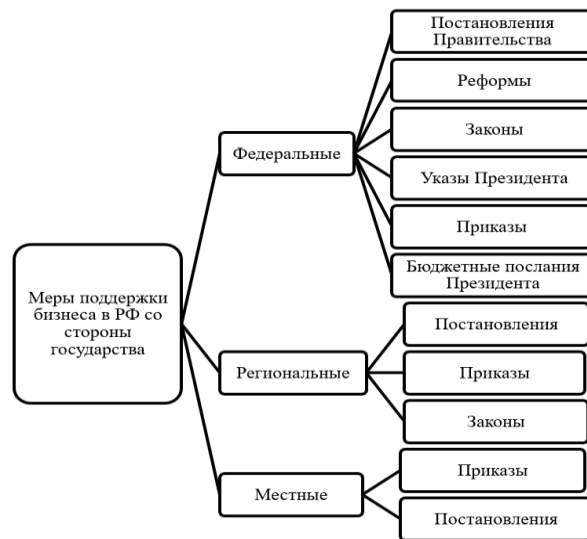 Меры поддержки
бизнеса в РФ со
стороны
государства
Федеральные
Постановления
Правительства
Реформы
Законы
Указы Президента
Приказы
Бюджетные послания
Президента
Региональные
Постановления
Приказы
Законы
Местные
Приказы
Постановления